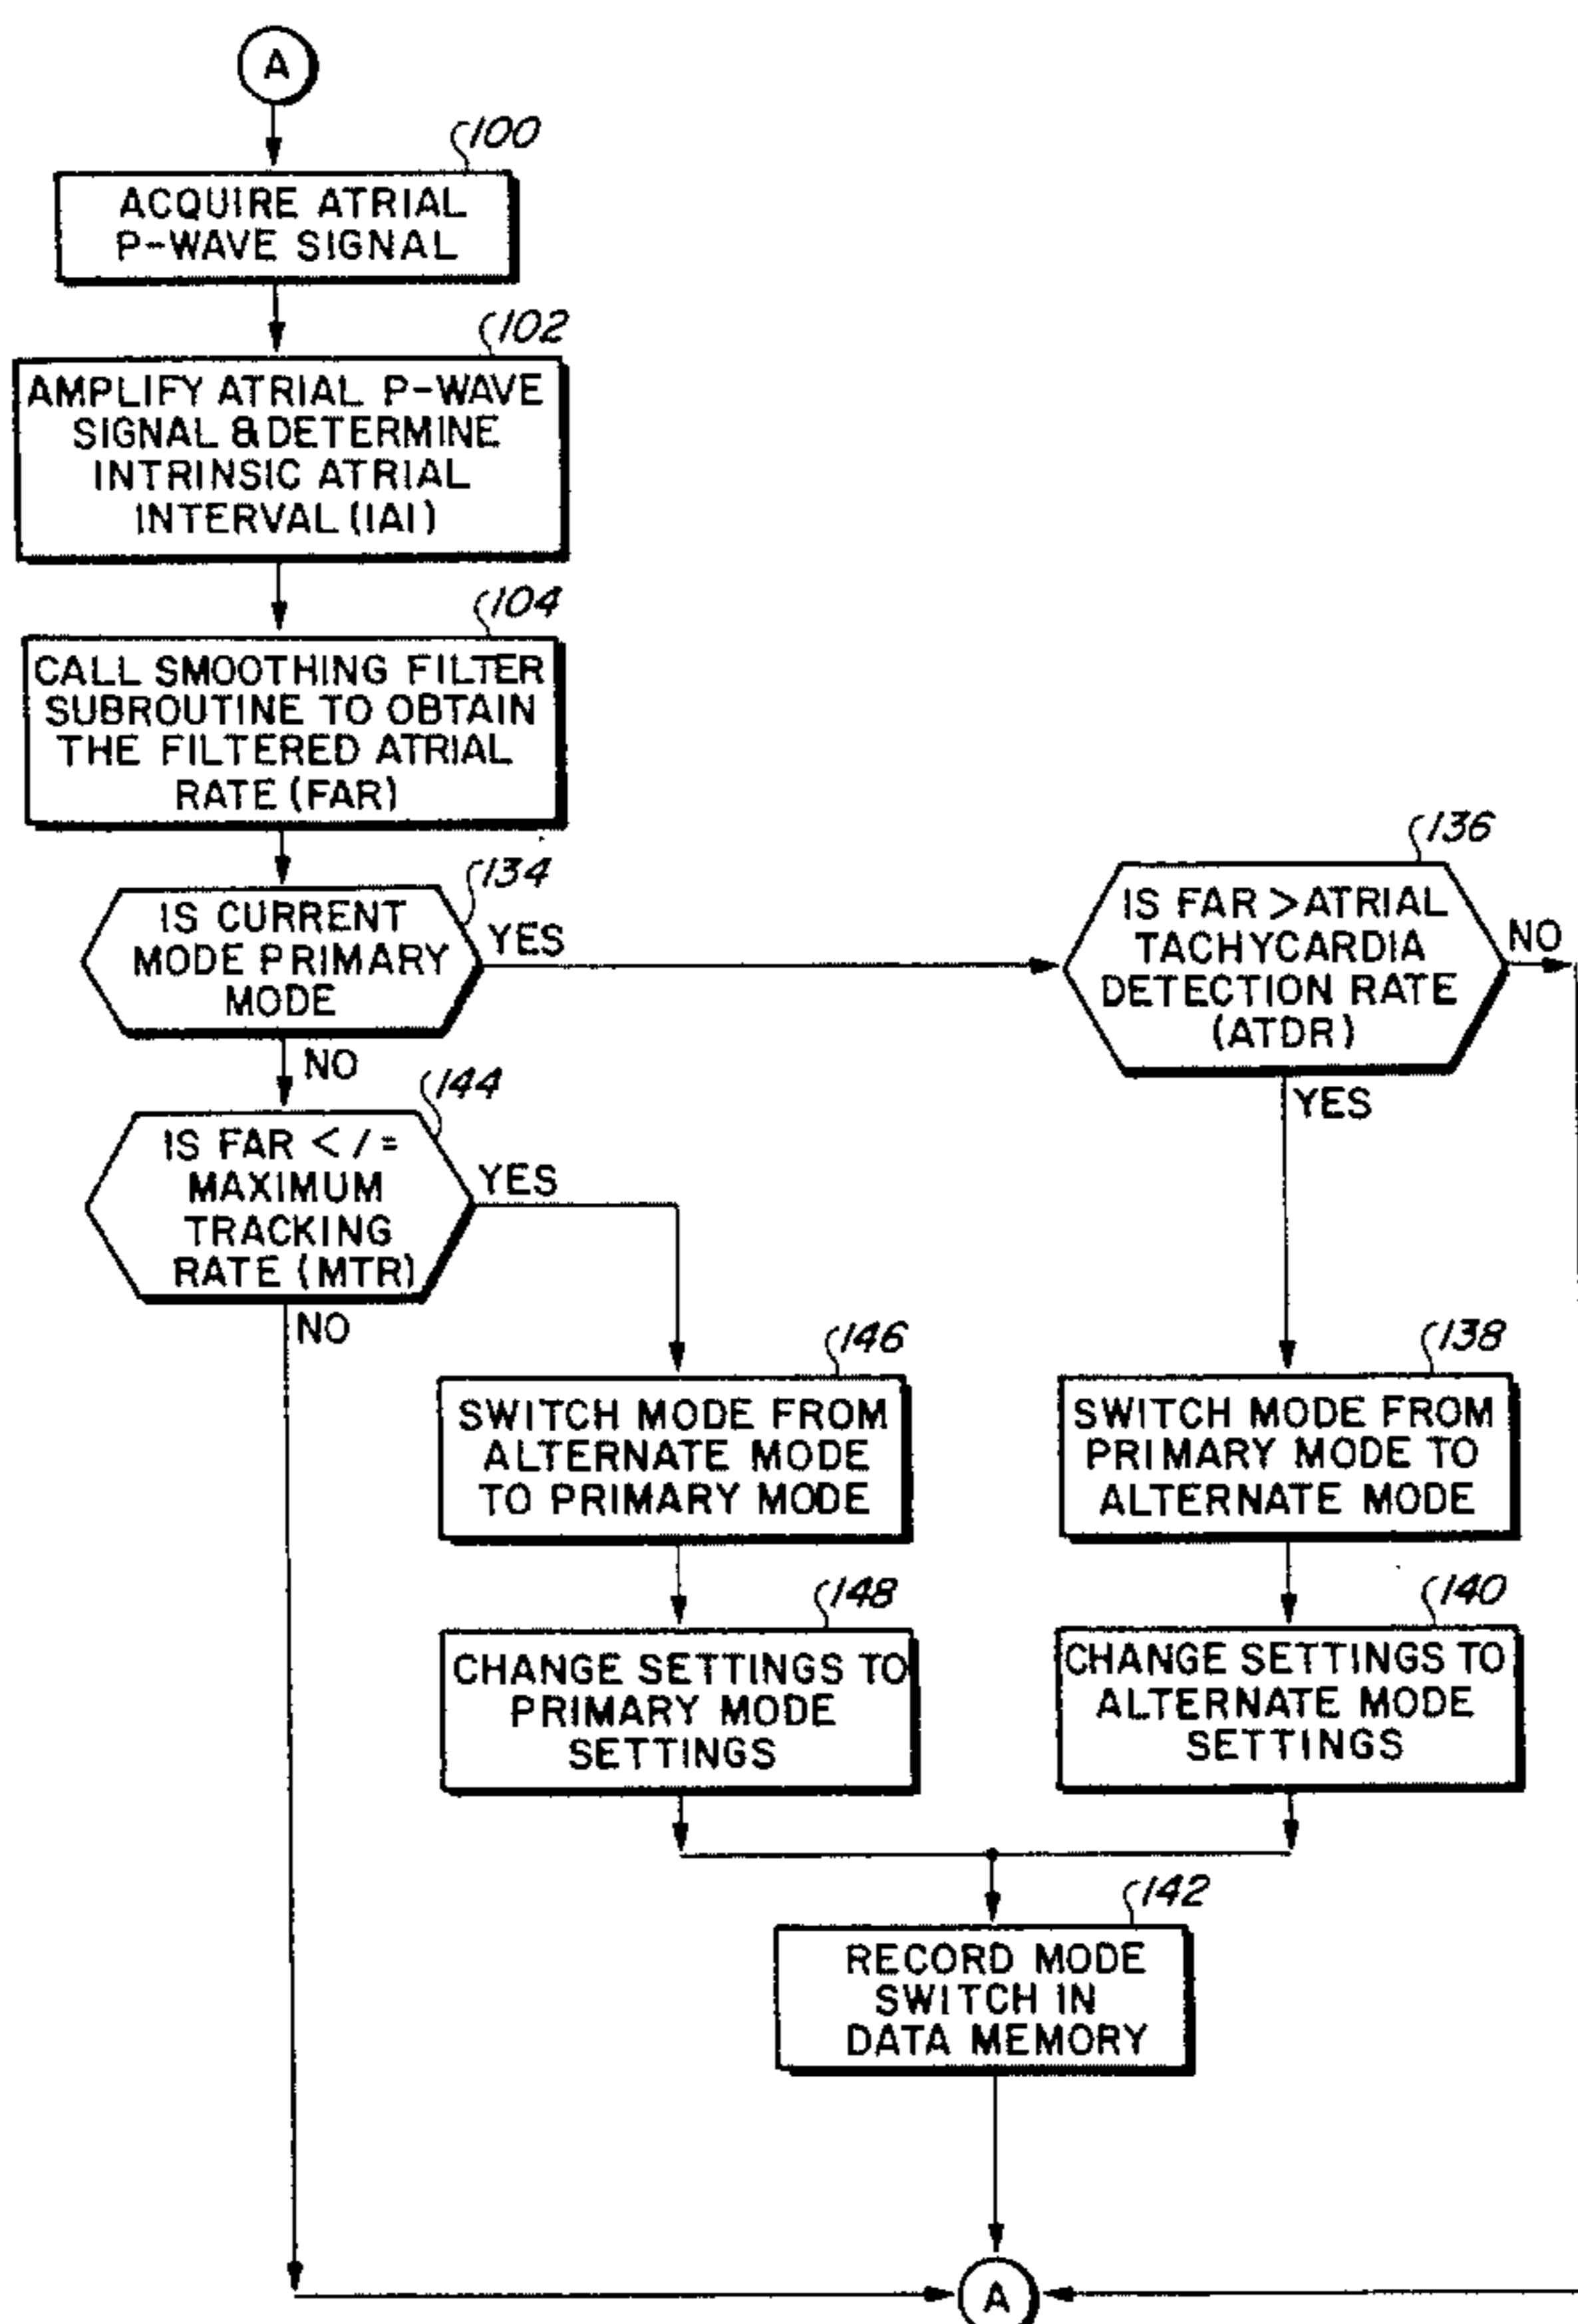 A
100
ACQUIRE ATRIAL
P-WAVE SIGNAL
102
AMPLIFY ATRIAL P-WAVE
SIGNAL & DETERMINE
INTRINSIC ATRIAL
INTERVAL (IAI)
104
CALL SMOOTHING FILTER
SUBROUTINE TO OBTAIN
THE FILTERED ATRIAL
RATE (FAR)
134
IS CURRENT
MODE PRIMARY
MODE
YES
NO
136
IS FAR > ATRIAL
TACHYCARDIA
DETECTION RATE
(ATDR)
NO
YES
144
IS FAR < / =
MAXIMUM
TRACKING
RATE (MTR)
YES
NO
146
SWITCH MODE FROM
ALTERNATE MODE
TO PRIMARY MODE
138
SWITCH MODE FROM
PRIMARY MODE TO
ALTERNATE MODE
148
CHANGE SETTINGS TO
PRIMARY MODE
SETTINGS
140
CHANGE SETTINGS TO
ALTERNATE MODE
SETTINGS
142
RECORD MODE
SWITCH IN
DATA MEMORY
A